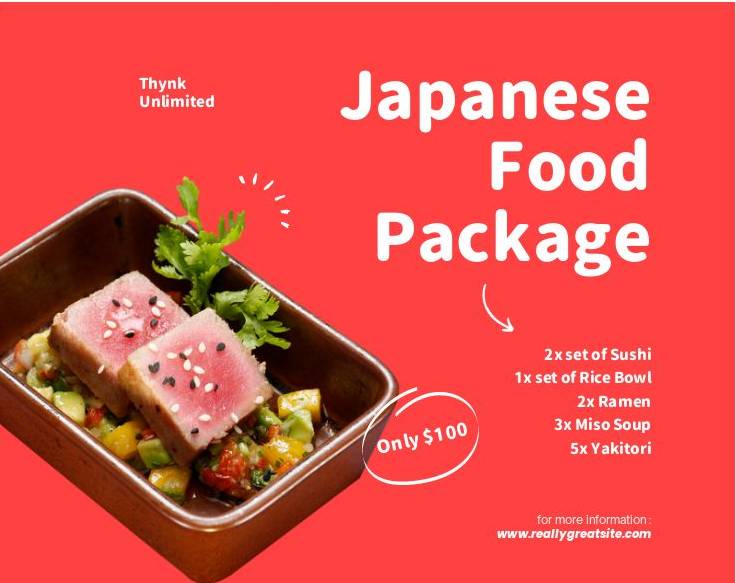 Thynk
Unlimited
Japanese
Food
Package
2x set of Sushi
1x set of Rice Bowl
2x Ramen
3x Miso Soup
5x Yakitori
Only $100
for more information :
www.reallygreatsite.com